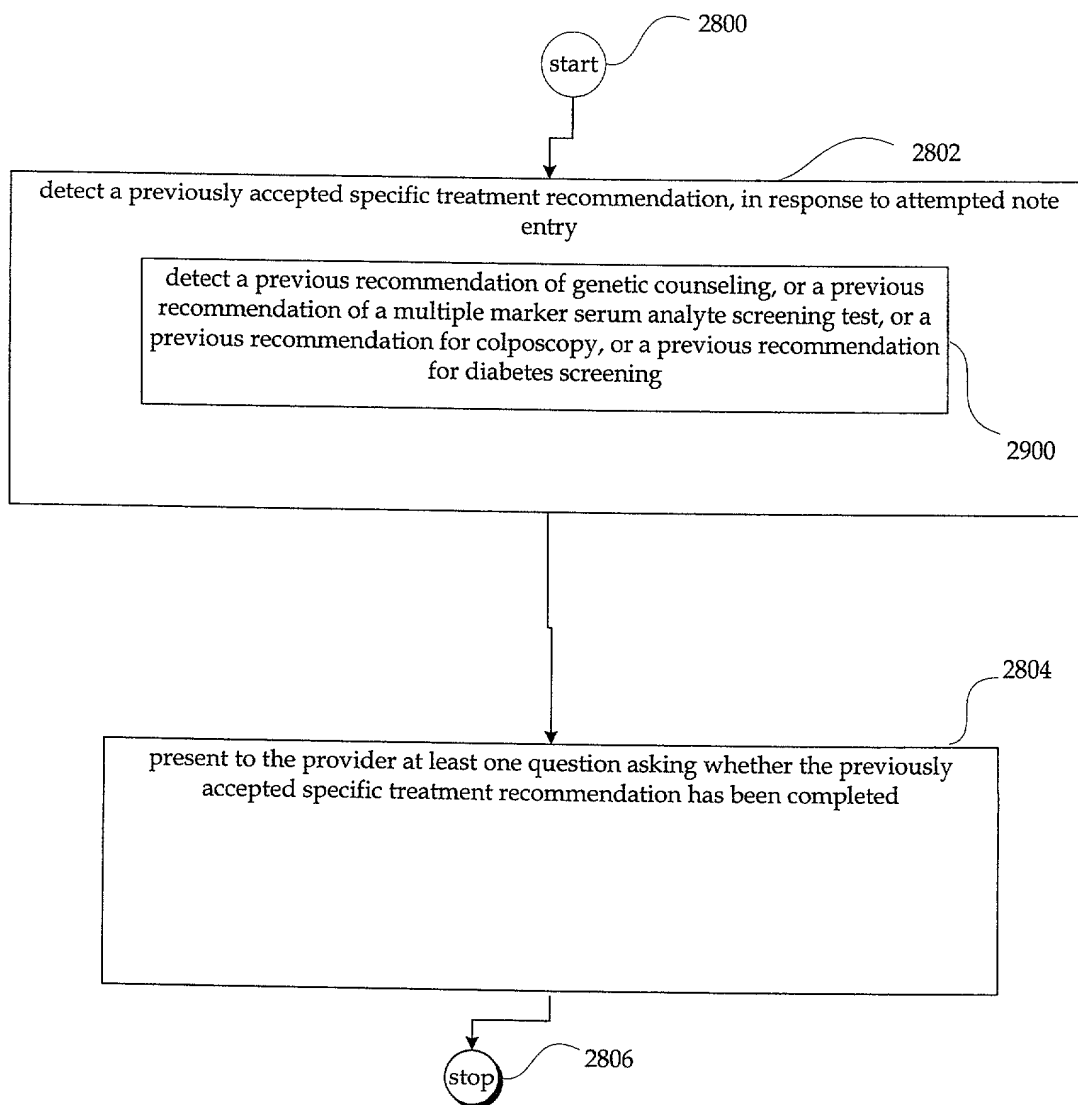 2800
start
2802
detect a previously accepted specific treatment recommendation, in response to attempted note
entry
detect a previous recommendation of genetic counseling, or a previous
recommendation of a multiple marker serum analyte screening test, or a
previous recommendation for colposcopy, or a previous recommendation
for diabetes screening
2900
2804
present to the provider at least one question asking whether the previously
accepted specific treatment recommendation has been completed
2806
stop